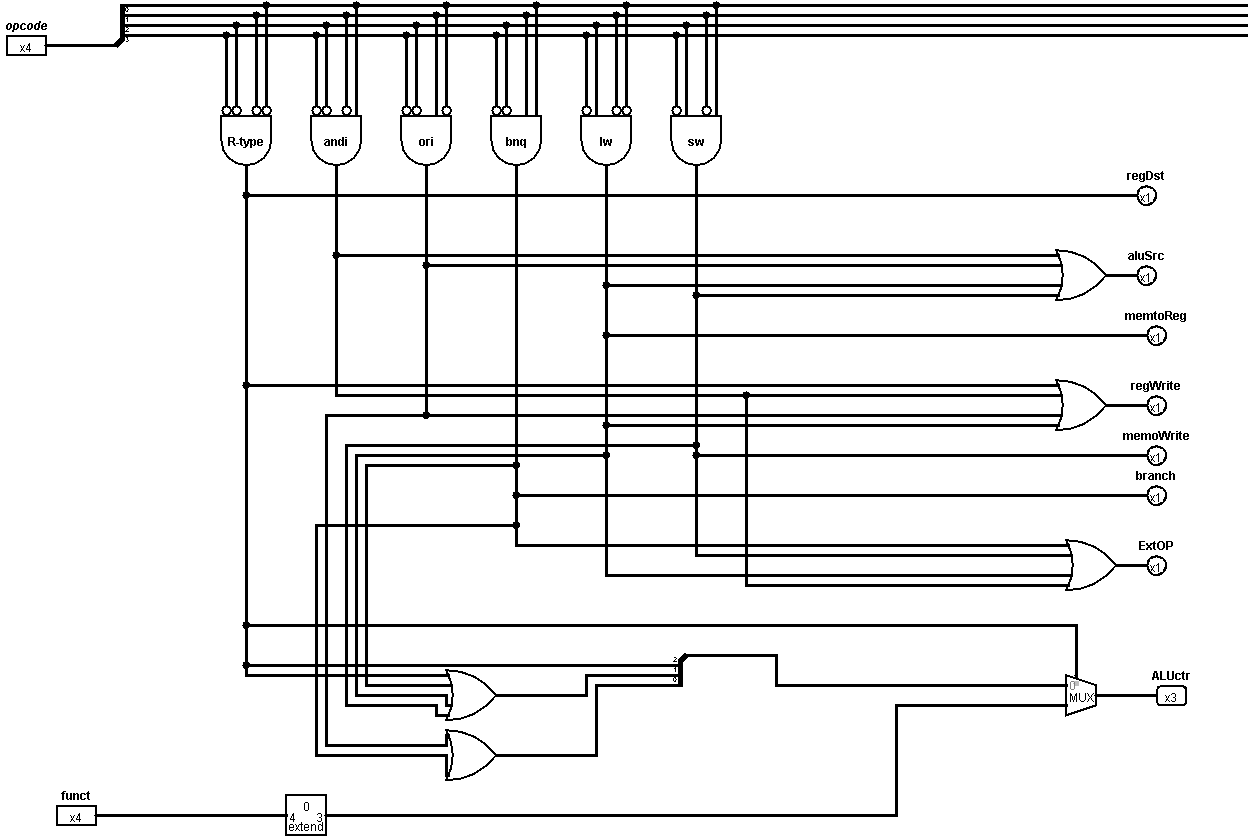 opcode
x4
0
1
2
3
R-type
andi
ori
bnq
lw
sw
regDst
x1
aluSrc
x1
memtoReg
x1
regWrite
x1
memoWrite
x1
branch
x1
ExtOP
x1
2
1
0
0
MUX
ALUctr
x3
funct
x4
0
4 3
extend